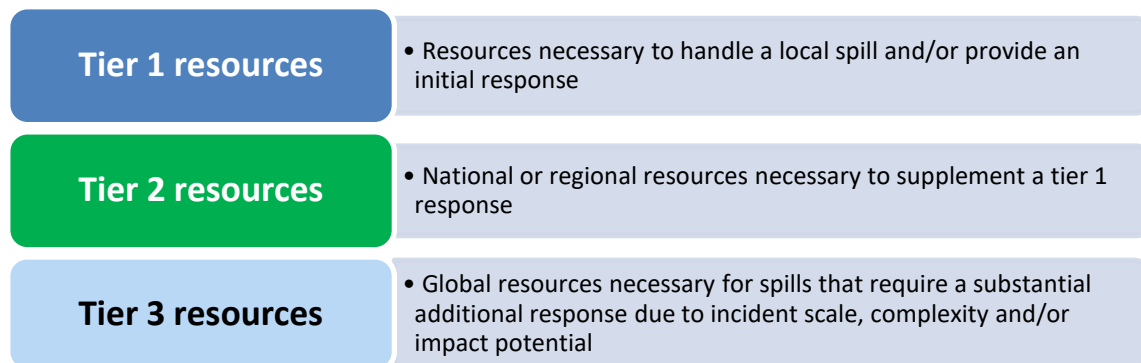 Tier 1 resources
• Resources necessary to handle a local spill and/or provide an
initial response
Tier 2 resources
• National or regional resources necessary to supplement a tier 1
response
Tier 3 resources
• Global resources necessary for spills that require a substantial
additional response due to incident scale, complexity and/or
impact potential